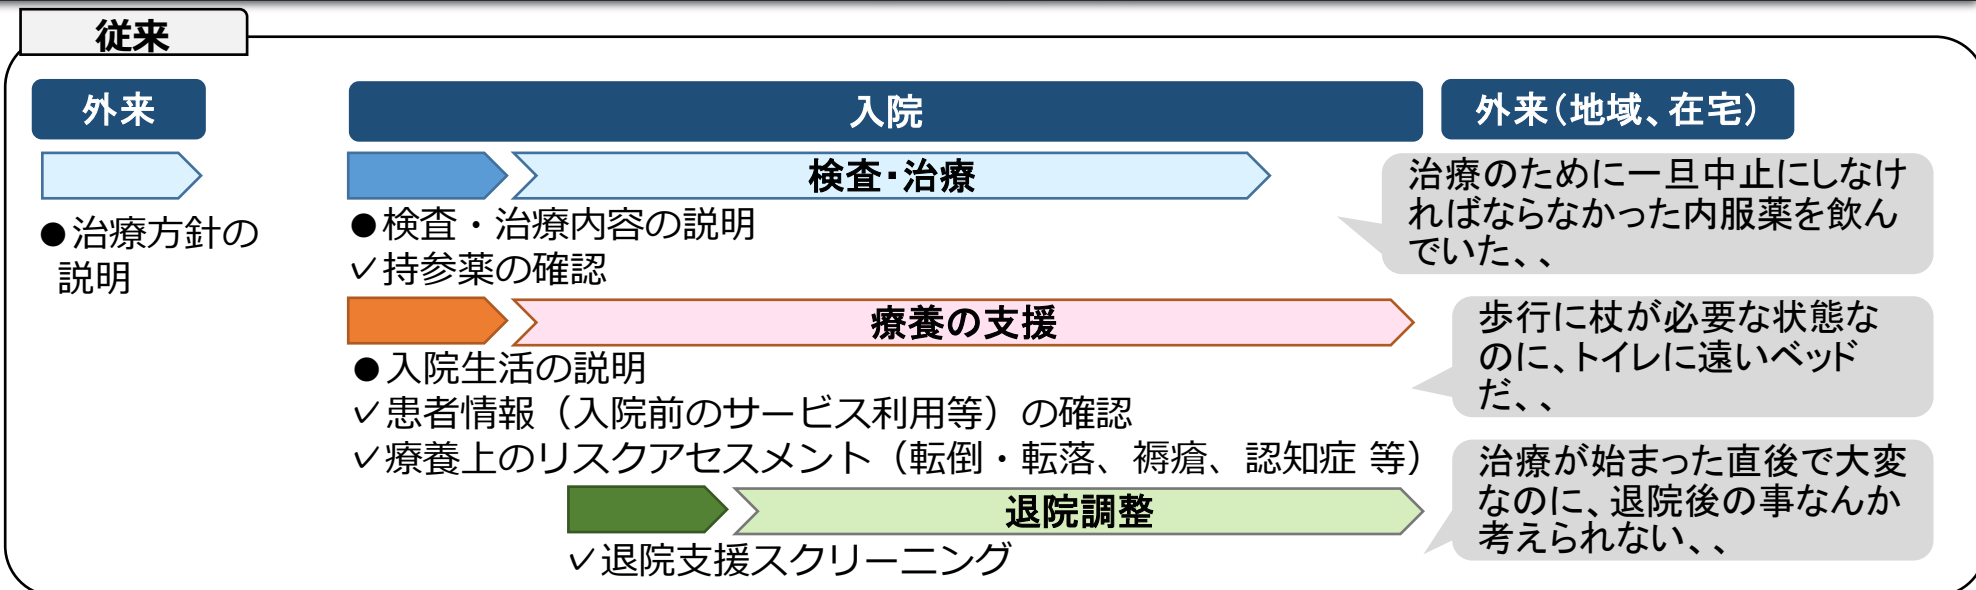 従来
外来
入院
外来（地域、在宅）
●治療方針の
説明
検査・治療
●検査・治療内容の説明
✓持参薬の確認
治療のために一旦中止にしなけ
ればならなかった内服薬を飲ん
でいた、、
療養の支援
●入院生活の説明
✓患者情報（入院前のサービス利用等）の確認
✓療養上のリスクアセスメント（転倒・転落、褥瘡、認知症 等）
歩行に杖が必要な状態な
のに、トイレに遠いベッド
だ、、
退院調整
✓退院支援スクリーニング
治療が始まった直後で大変
なのに、退院後の事なんか
考えられない、、